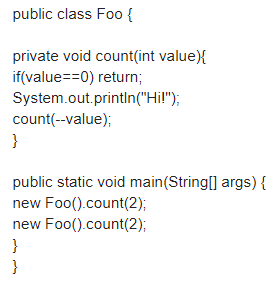 public class Foo {
private void count(int value){
if(value==0) return;
System.out.println("Hi!");
count(--value);
}
public static void main(String[] args) {
new Foo().count(2);
new Foo().count(2);
}
}